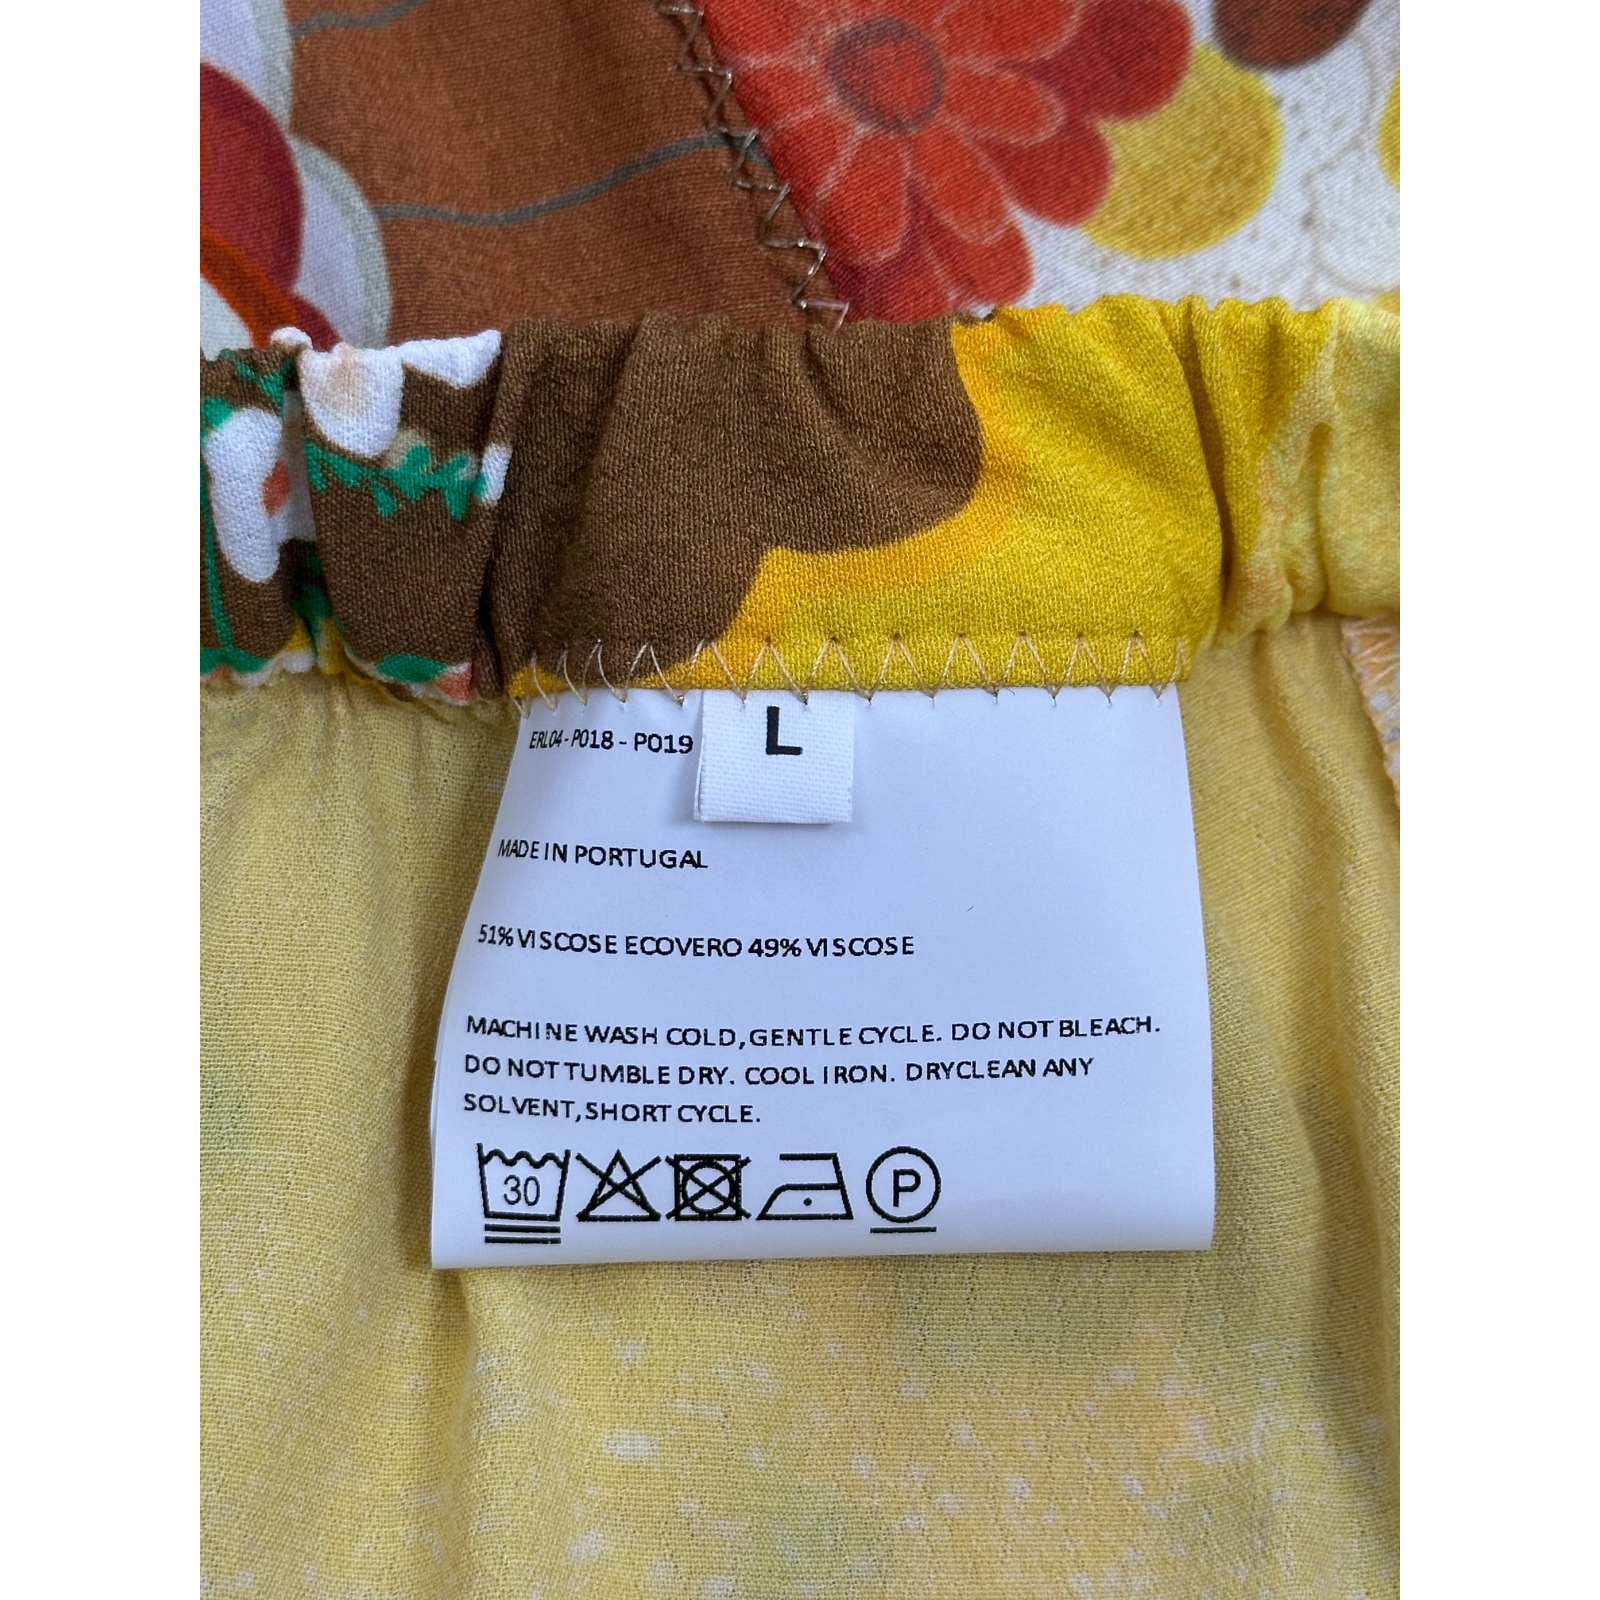 ERL04 - P018 - P019
L
MADE IN PORTUGAL
51% VISCOSE ECOVERO 49% VISCOSE
MACHINE WASH COLD, GENTLE CYCLE. DO NOT BLEACH.
DO NOT TUMBLE DRY. COOL IRON. DRYCLEAN ANY
SOLVENT, SHORT CYCLE.
30 P